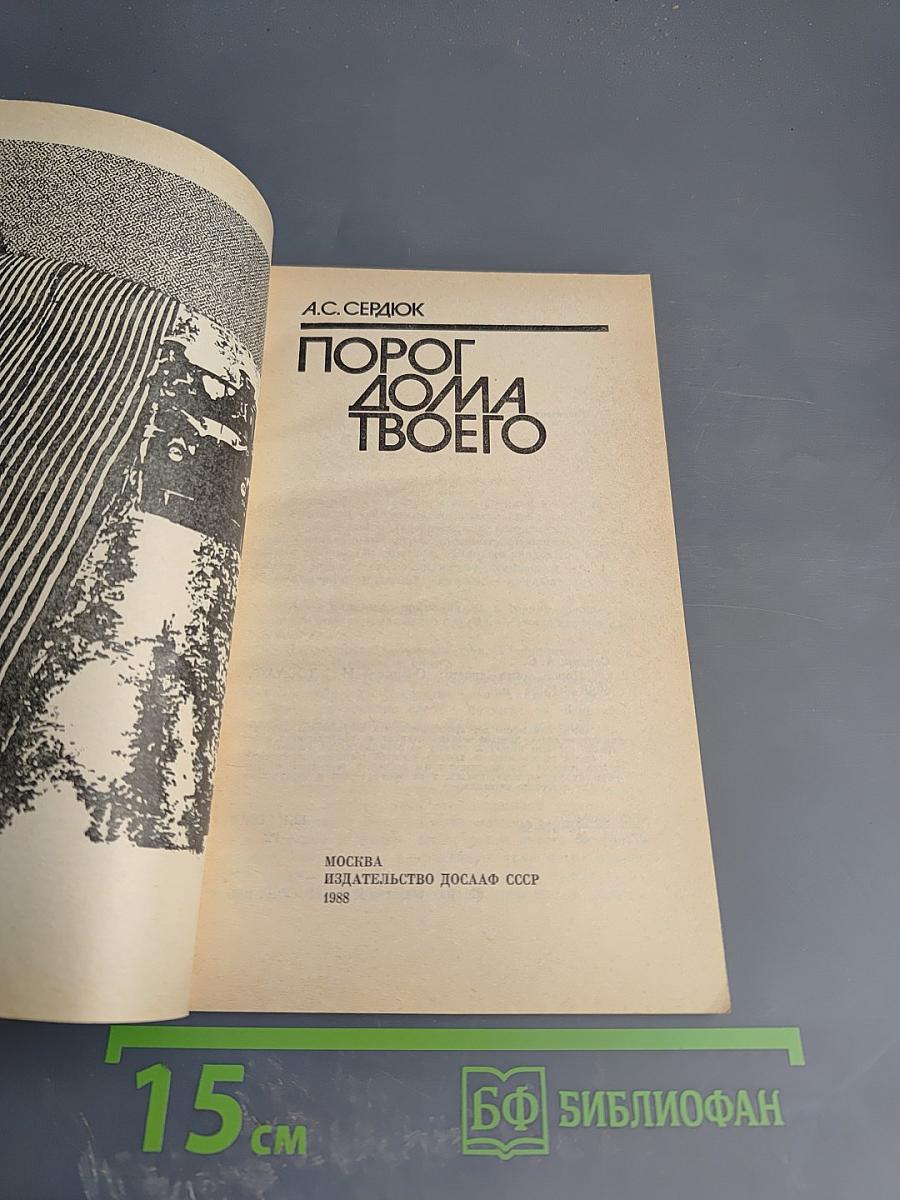 А.С. СЕРДЮК
ПОРОГ
ДОМА
ТВОЕГО
МОСКВА
ИЗДАТЕЛЬСТВО ДОСААФ СССР
1988
15 см
БФ БИБЛИОФАН